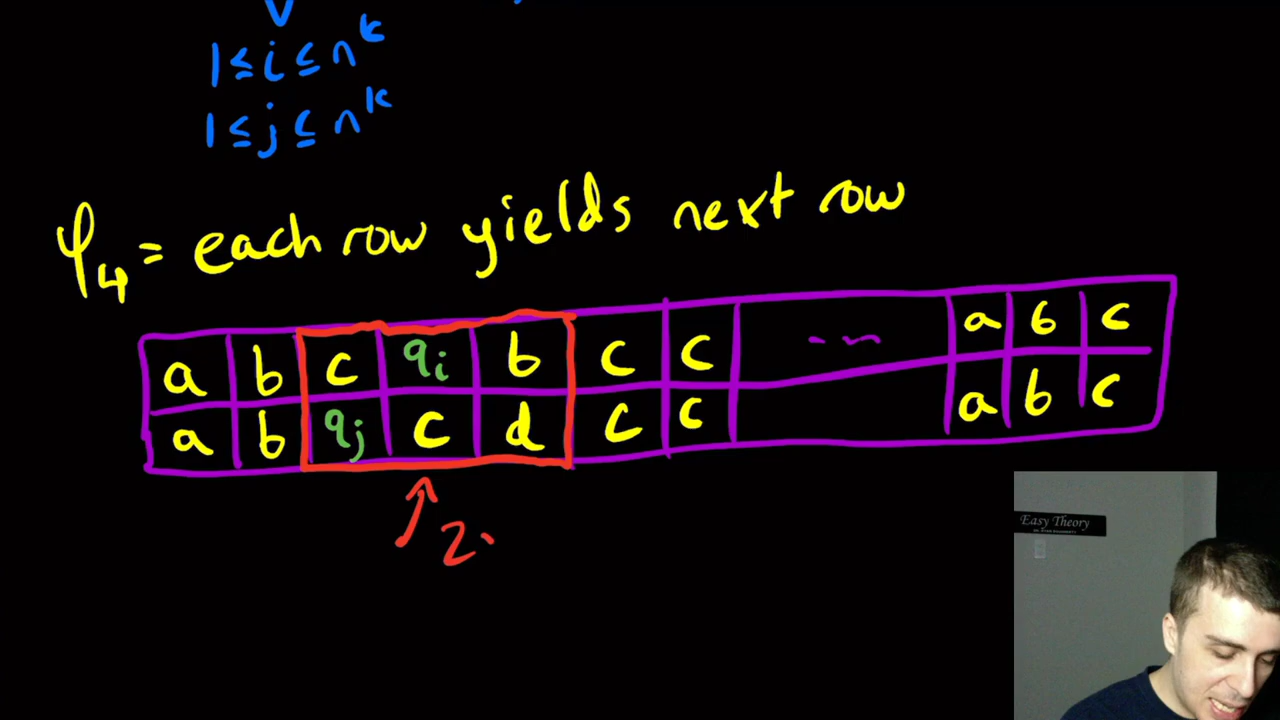 V
1 ≤ i ≤ n^k
1 ≤ j ≤ n^k
φ4 = each row yields next row
a b c qi b c c --- a b c
a b qj c d c c a b c
2
Easy Theory